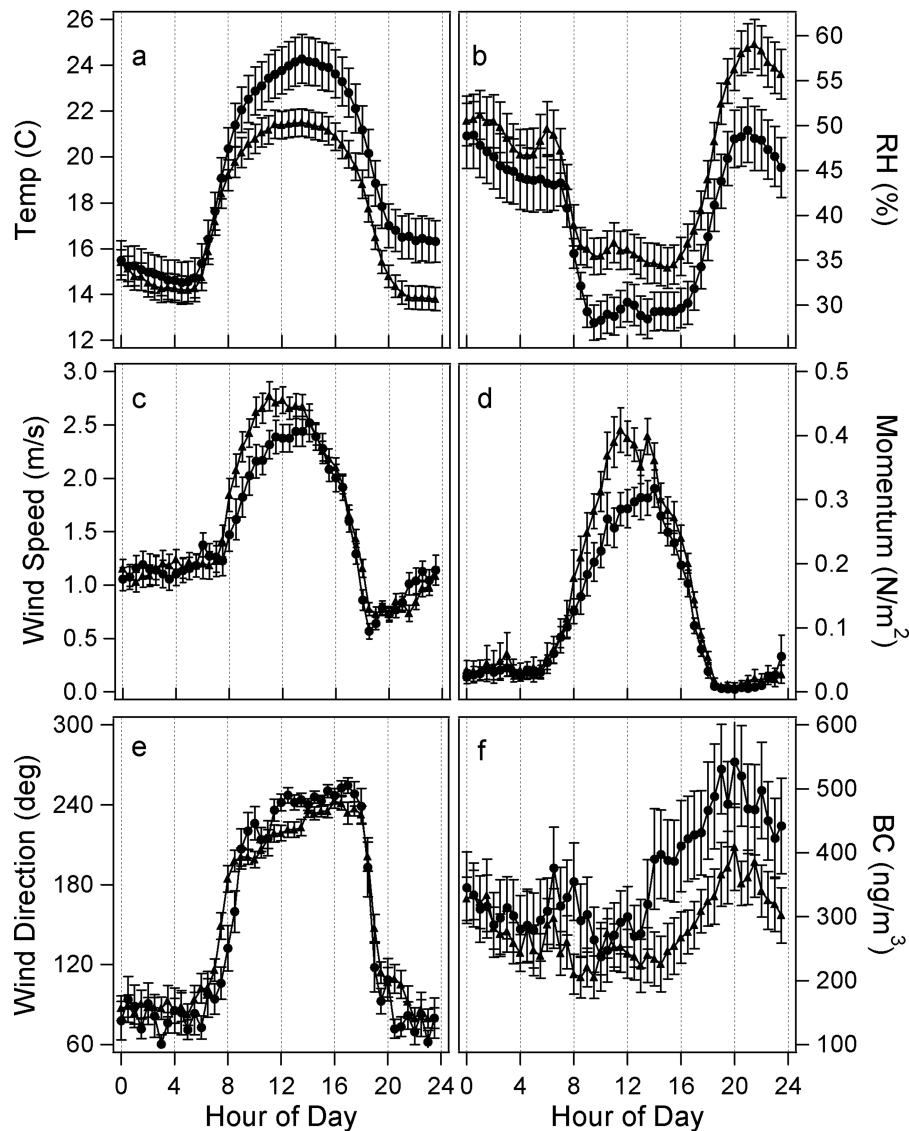 a
b
26
24
22
20
18
16
14
12
Temp (C)
60
55
50
45
40
35
30
RH (%)
c
d
3.0
2.5
2.0
1.5
1.0
0.5
0.0
Wind Speed (m/s)
0.5
0.4
0.3
0.2
0.1
0.0
Momentum (N/m²)
e
f
300
240
180
120
60
Wind Direction (deg)
600
500
400
300
200
100
BC (ng/m³)
0 4 8 12 16 20 24
0 4 8 12 16 20 24
Hour of Day
Hour of Day